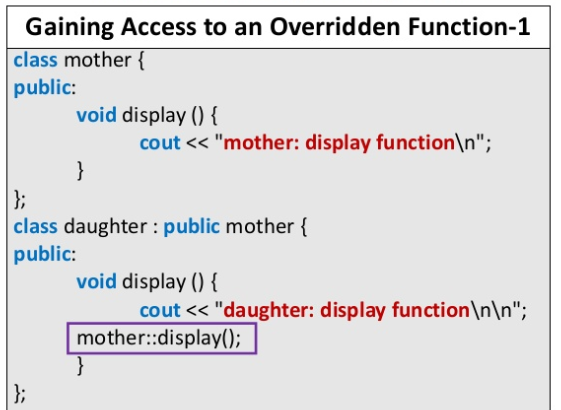 Gaining Access to an Overridden Function-1
class mother {
public:
void display () {
cout << "mother: display function\n";
}
};
class daughter : public mother {
public:
void display () {
cout << "daughter: display function\n\n";
mother::display();
}
};